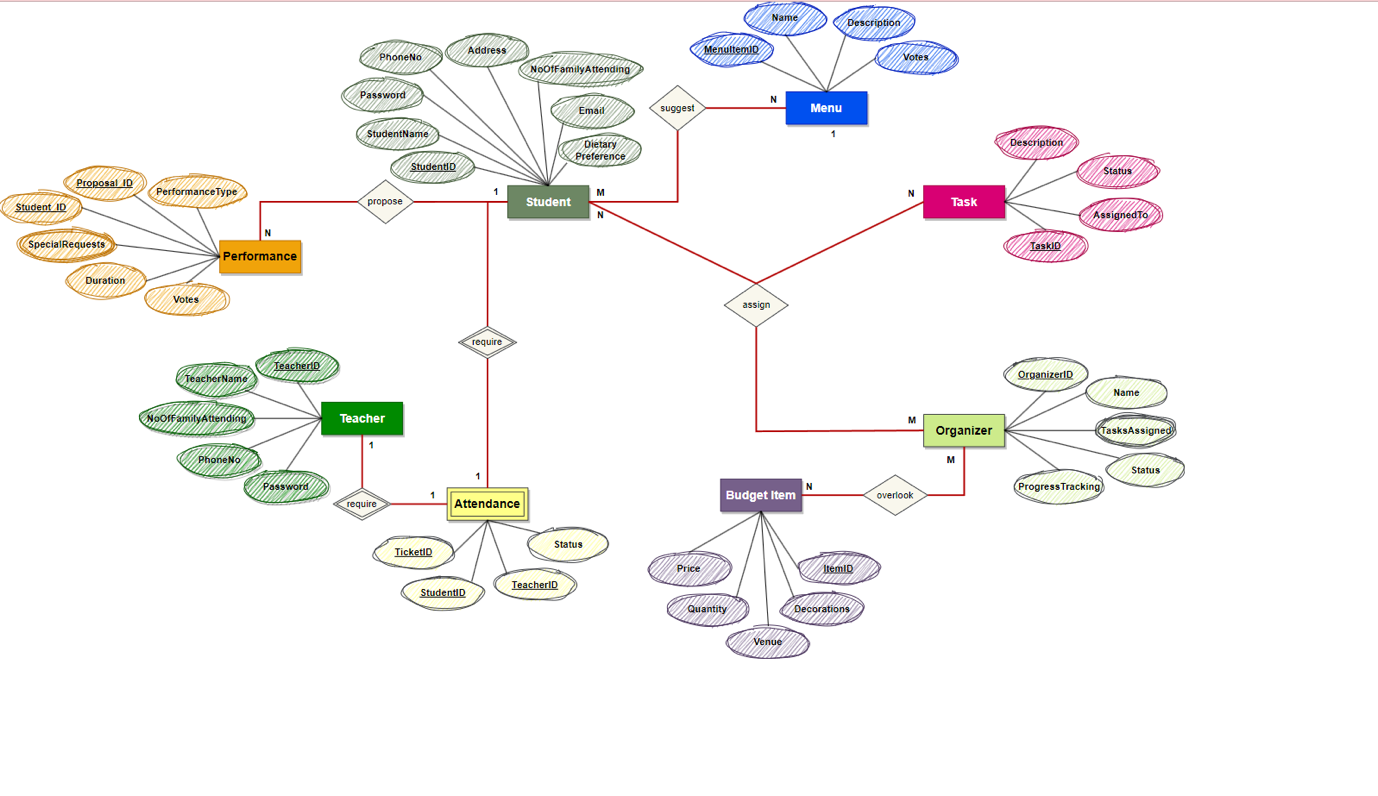 Name
Description
MenuItemID
Votes
Menu
N
1
suggest
PhoneNo
Address
NoOfFamilyAttending
Password
Email
StudentName
Dietary
Preference
StudentID
Student
1
M
N
propose
Proposal_ID
PerformanceType
Student_ID
SpecialRequests
Duration
Votes
Performance
N
Description
Status
AssignedTo
TaskID
Task
N
assign
require
TeacherID
TeacherName
NoOfFamilyAttending
PhoneNo
Password
Teacher
1
require
1
1
Attendance
TicketID
Status
StudentID
TeacherID
OrganizerID
Name
TasksAssigned
Status
ProgressTracking
Organizer
M
M
overlook
N
Budget Item
Price
ItemID
Quantity
Decorations
Venue